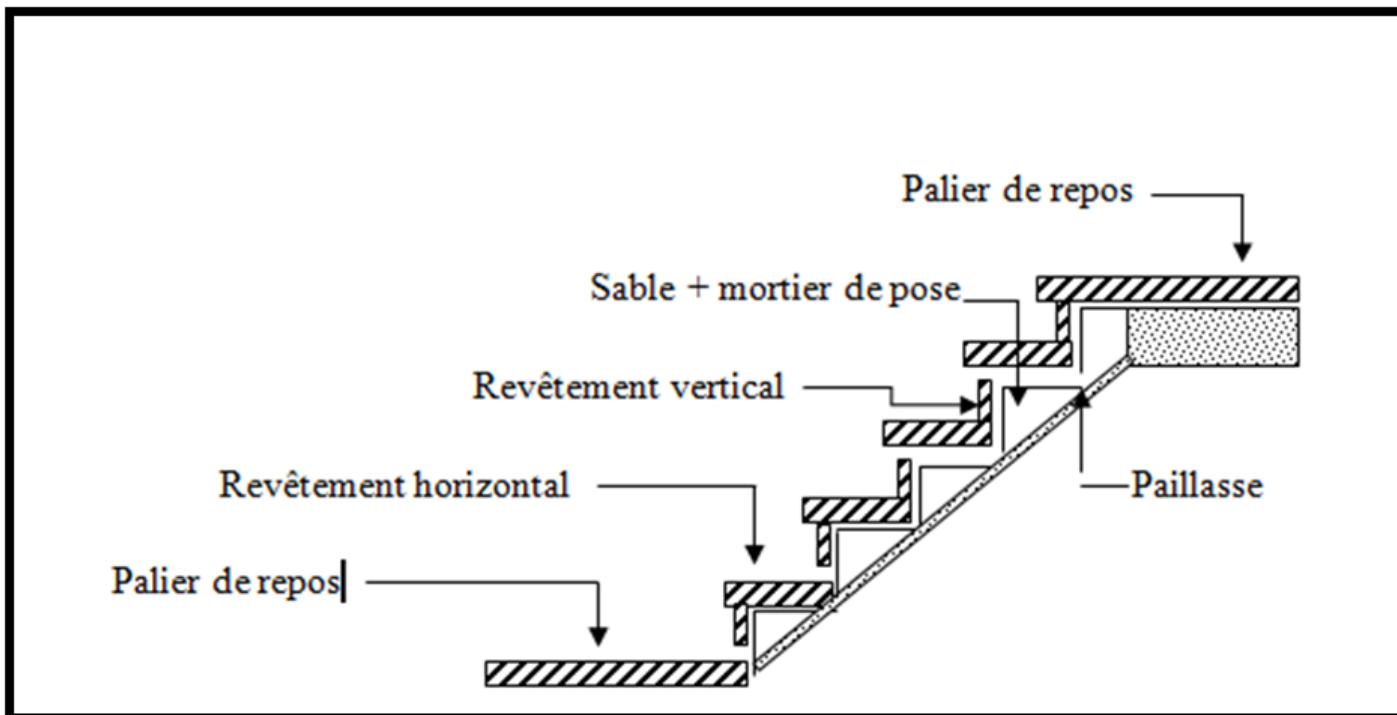 Palier de repos
Sable + mortier de pose
Revêtement vertical
Revêtement horizontal
Paillasse
Palier de repos